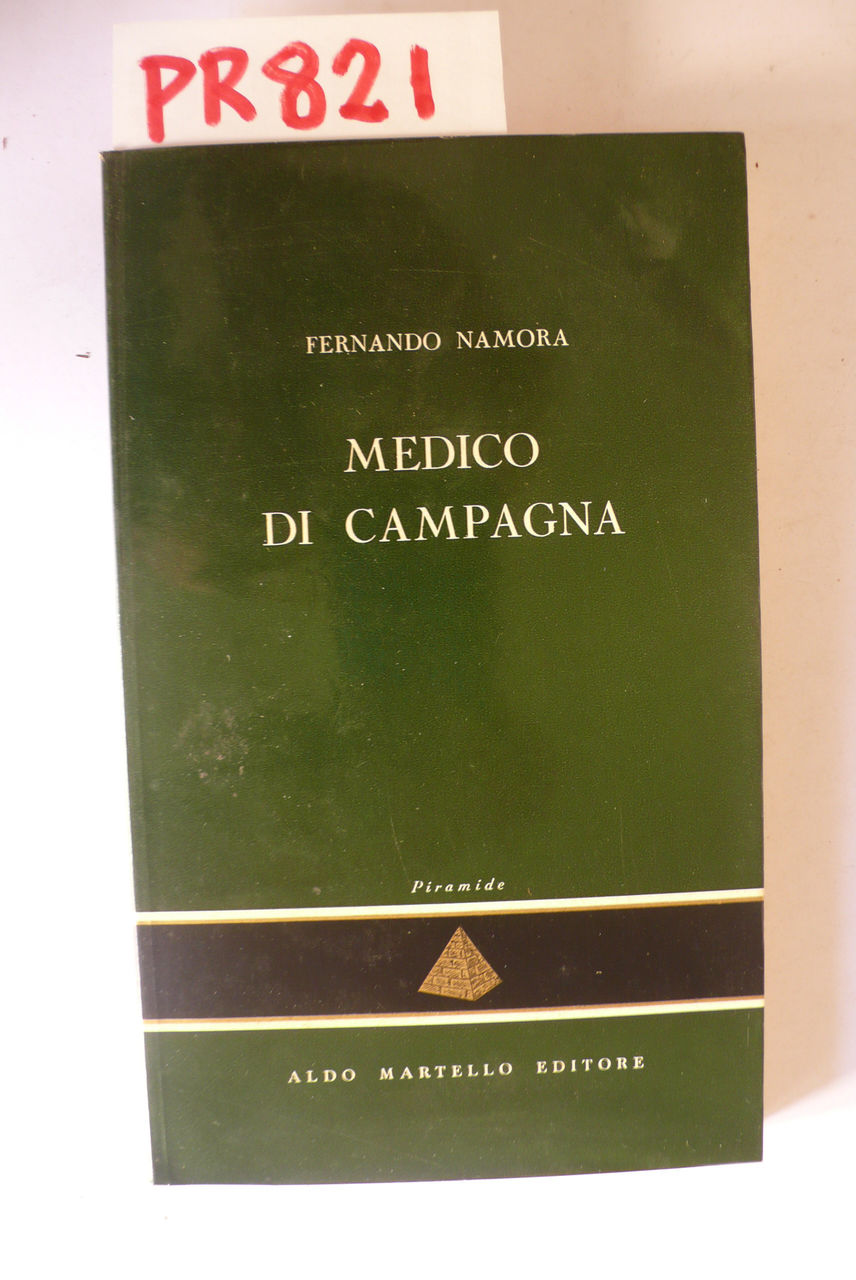 PR821
FERNANDO NAMORA
MEDICO
DI CAMPAGNA
Piramide
ALDO MARTELLO EDITORE